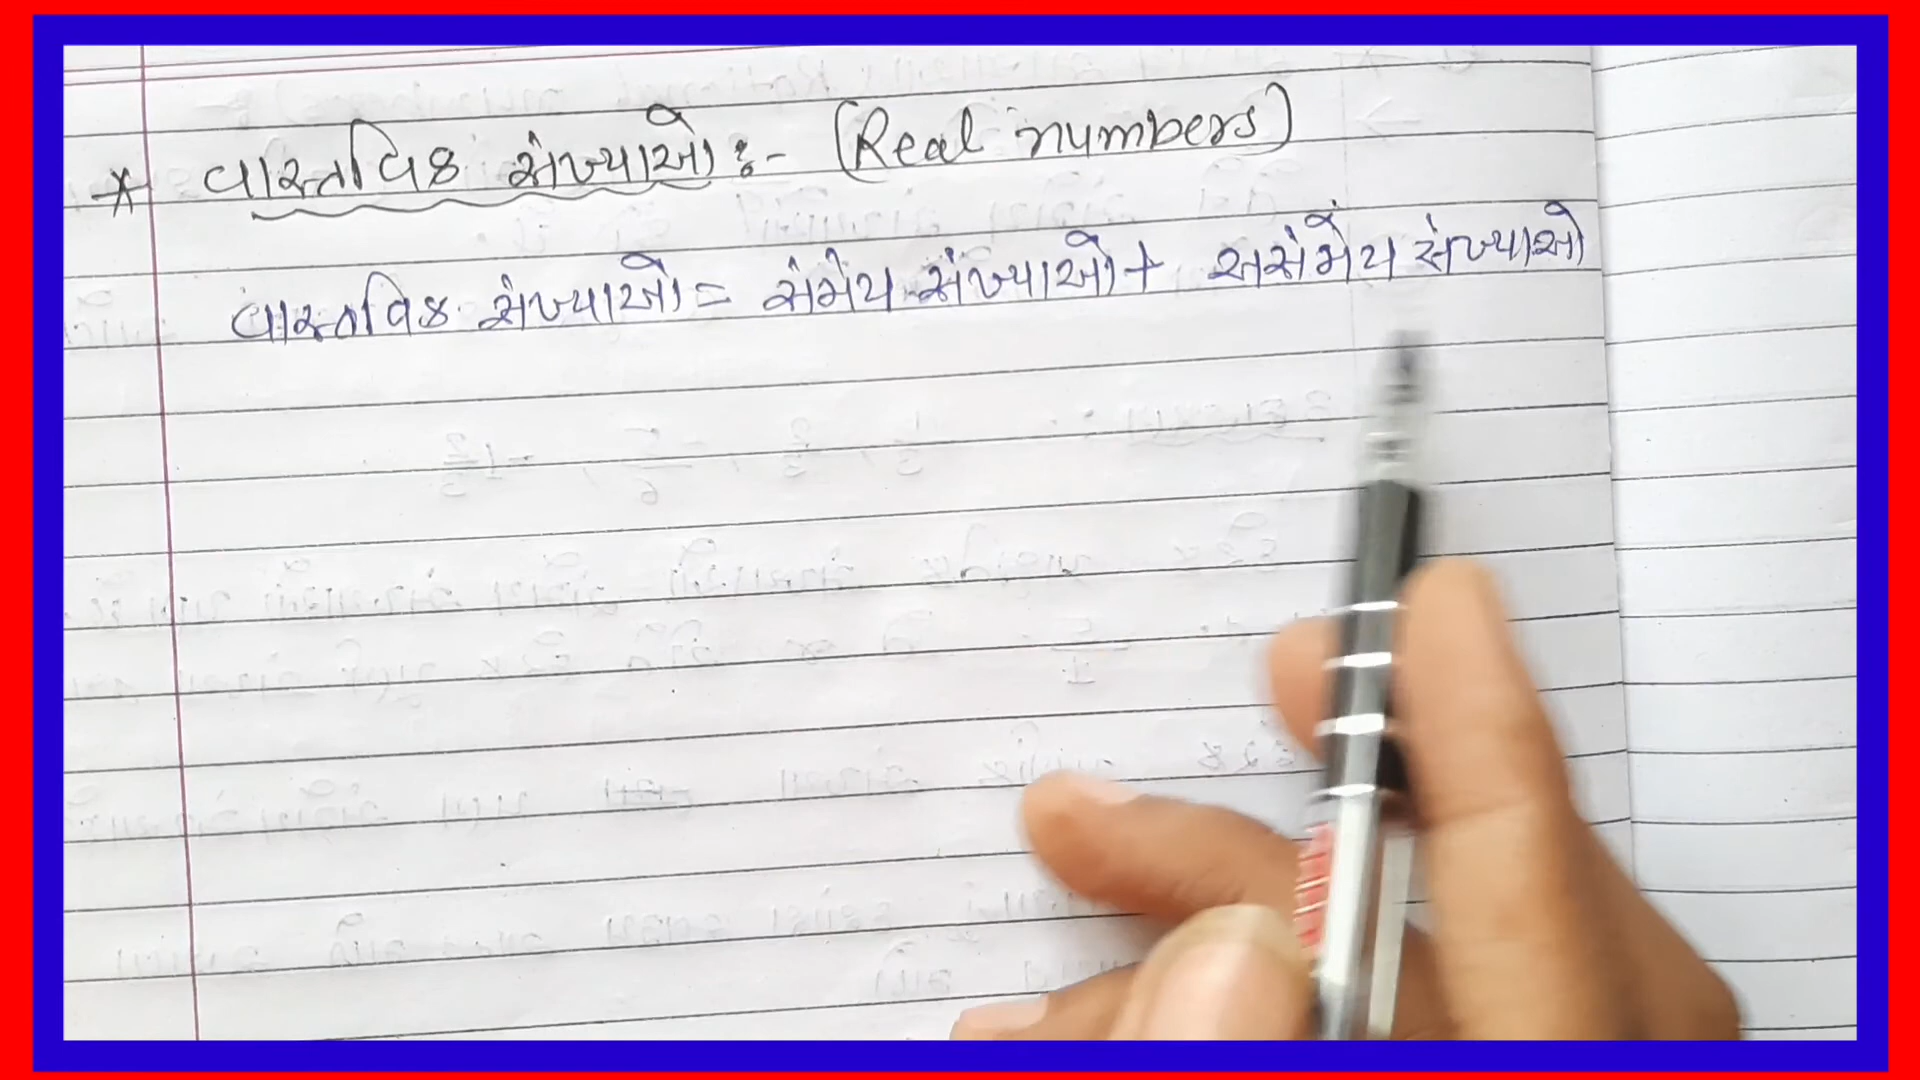 * વાસ્તવિક સંખ્યાઓ :- (Real numbers)
વાસ્તવિક સંખ્યાઓ = સંમેય સંખ્યાઓ + અસંમેય સંખ્યાઓ